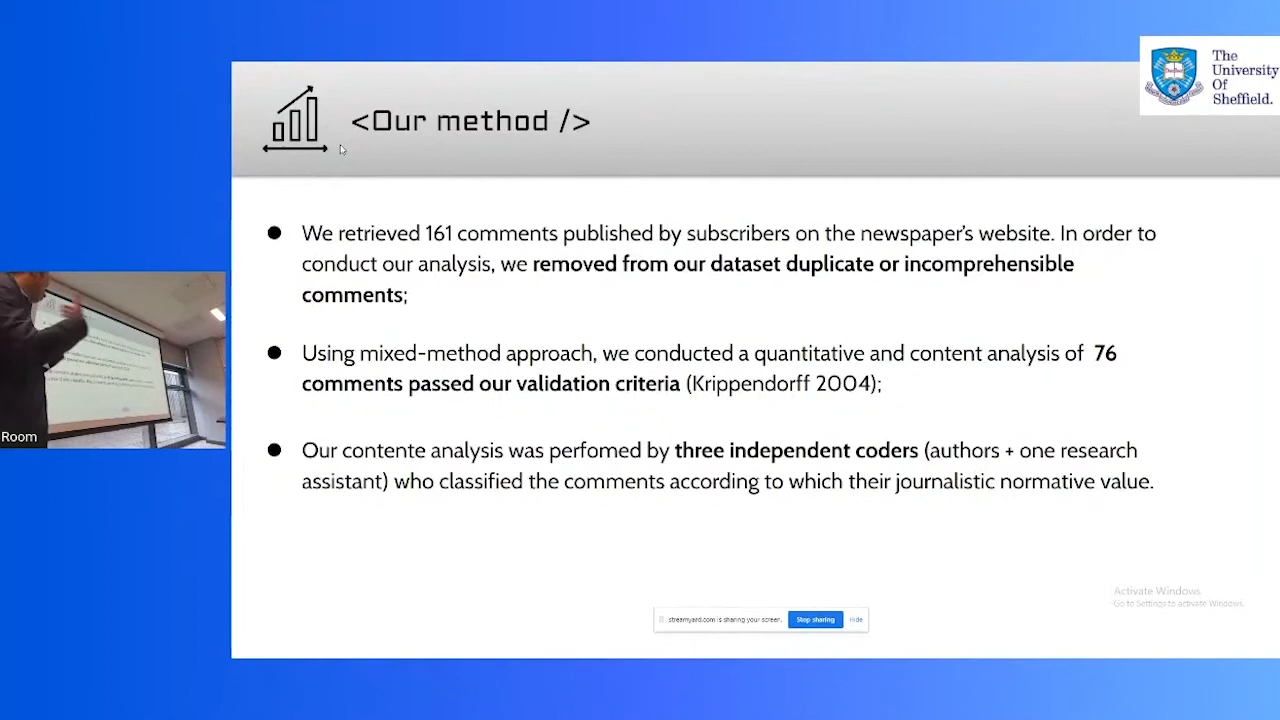 The
University
Of
Sheffield.
<Our method />
We retrieved 161 comments published by subscribers on the newspaper's website. In order to
conduct our analysis, we removed from our dataset duplicate or incomprehensible
comments;
Using mixed-method approach, we conducted a quantitative and content analysis of 76
comments passed our validation criteria (Krippendorff 2004);
Our contente analysis was perfomed by three independent coders (authors + one research
assistant) who classified the comments according to which their journalistic normative value.
Room
Activate Windows
Go to Settings to activate Windows.
streamyard.com is sharing your screen.
Stop sharing
Hide